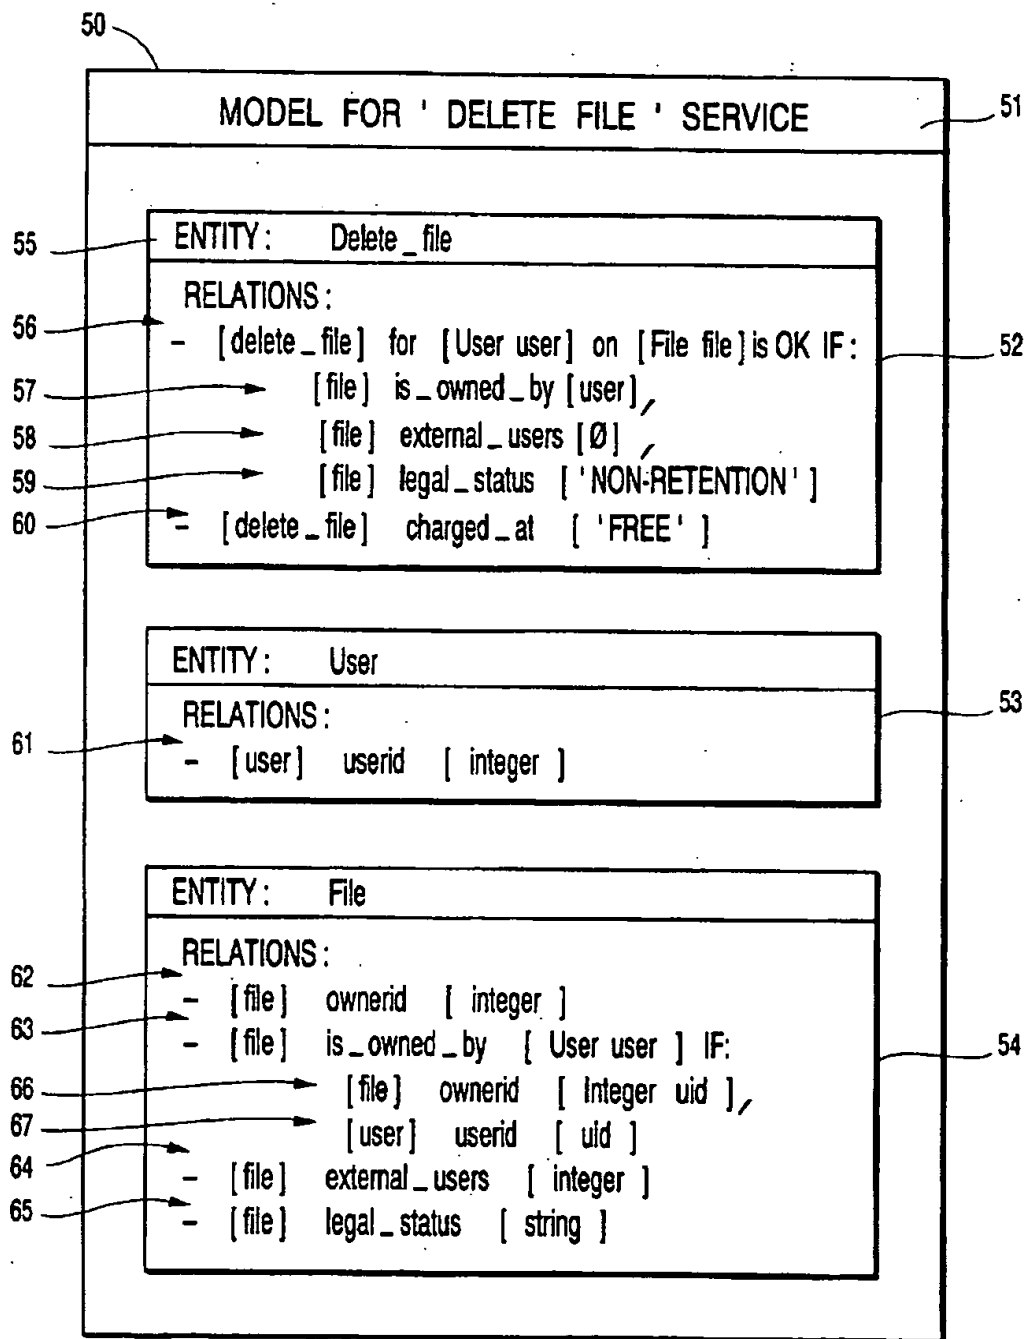 50
MODEL FOR ' DELETE FILE ' SERVICE
51
55
ENTITY: Delete_file
RELATIONS:
56
- [delete_file] for [User user] on [File file] is OK IF:
52
57
[file] is_owned_by [user],
58
[file] external_users [Ø] ,
59
[file] legal_status ['NON-RETENTION']
60
- [delete_file] charged_at [ 'FREE' ]
ENTITY: User
RELATIONS:
53
61
- [user] userid [ integer ]
ENTITY: File
RELATIONS:
62
- [file] ownerid [ integer ]
63
- [file] is_owned_by [ User user ] IF:
54
66
[file] ownerid [ Integer uid ],
67
[user] userid [ uid ]
64
- [file] external_users [ integer ]
65
- [file] legal_status [ string ]